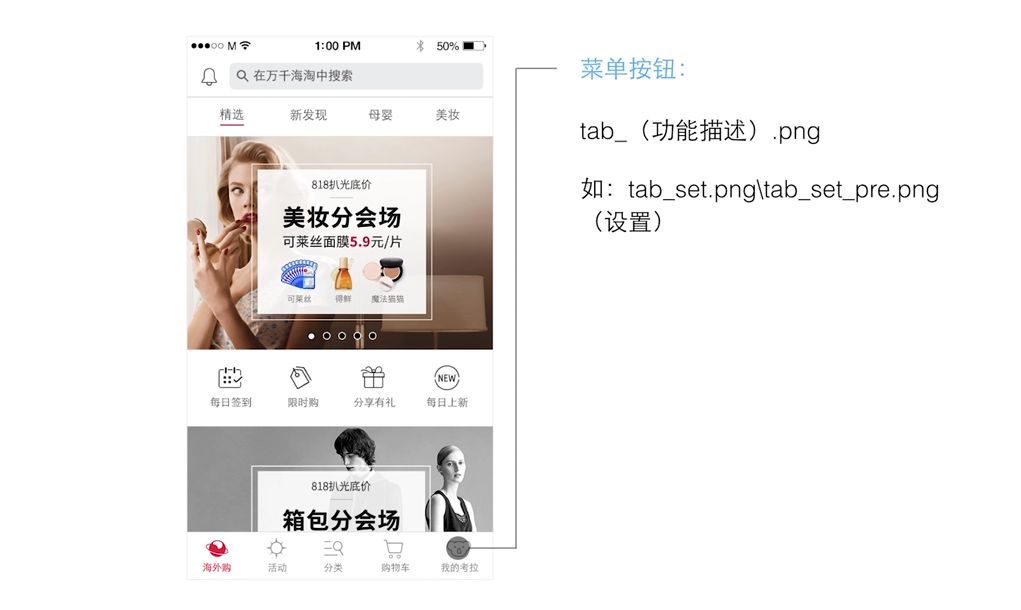 M
1:00 PM
50%
在万千海淘中搜索
精选
新发现
母婴
美妆
818扒光底价
美妆分会场
可莱丝面膜5.9元/片
可莱丝
得鲜
魔法猫猫
每日签到
限时购
分享有礼
NEW
每日上新
818扒光底价
箱包分会场
海外购
活动
分类
购物车
我的考拉
菜单按钮：
tab_（功能描述）.png
如：tab_set.png\tab_set_pre.png
（设置）